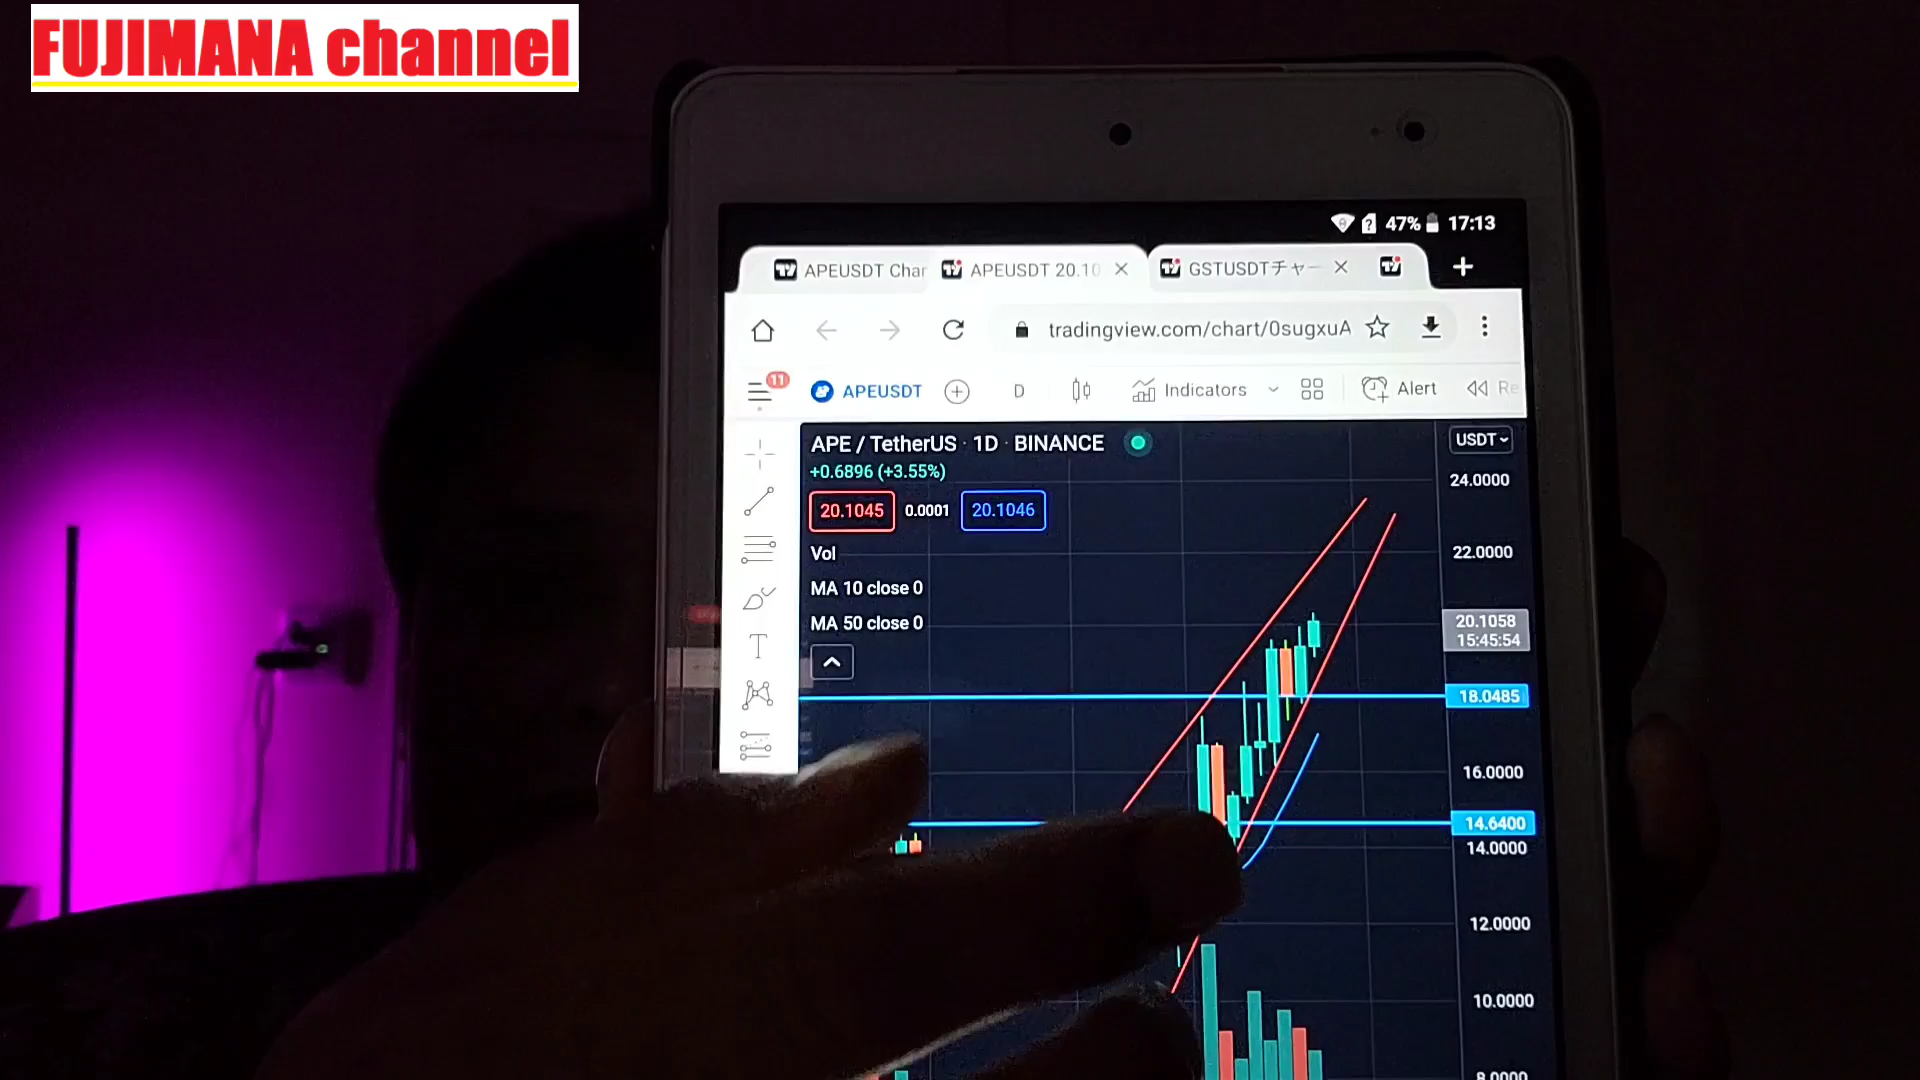 FUJIMANA channel
47% 17:13
APEUSDT Char
APEUSDT 20.10
GSTUSDTチャー
tradingview.com/chart/0sugxuA
11
APEUSDT
D
Indicators
Alert
Re
APE / TetherUS · 1D · BINANCE
USDT
+0.6896 (+3.55%)
20.1045 0.0001 20.1046
Vol
MA 10 close 0
MA 50 close 0
24.0000
22.0000
20.1058
15:45:54
18.0485
16.0000
14.6400
14.0000
12.0000
10.0000
8.0000